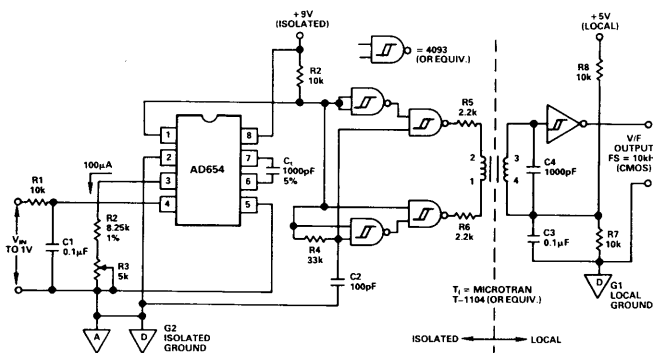 +9V
(ISOLATED)
R2
10k
= 4093
(OR EQUIV.)
+5V
(LOCAL)
R8
10k
1
2
3
4
AD654
8
7
6
5
Ct
1000pF
5%
100μA
R1
10k
VIN
TO 1V
C1
0.1μF
R2
8.25k
1%
R3
5k
R4
33k
C2
100pF
R5
2.2k
R6
2.2k
2
1
3
4
C4
1000pF
C3
0.1μF
R7
10k
V/F
OUTPUT
FS = 10kH
(CMOS)
T1 = MICROTRAN
T-1104 (OR EQUIV.)
A
D
G2
ISOLATED
GROUND
D
G1
LOCAL
GROUND
ISOLATED
LOCAL